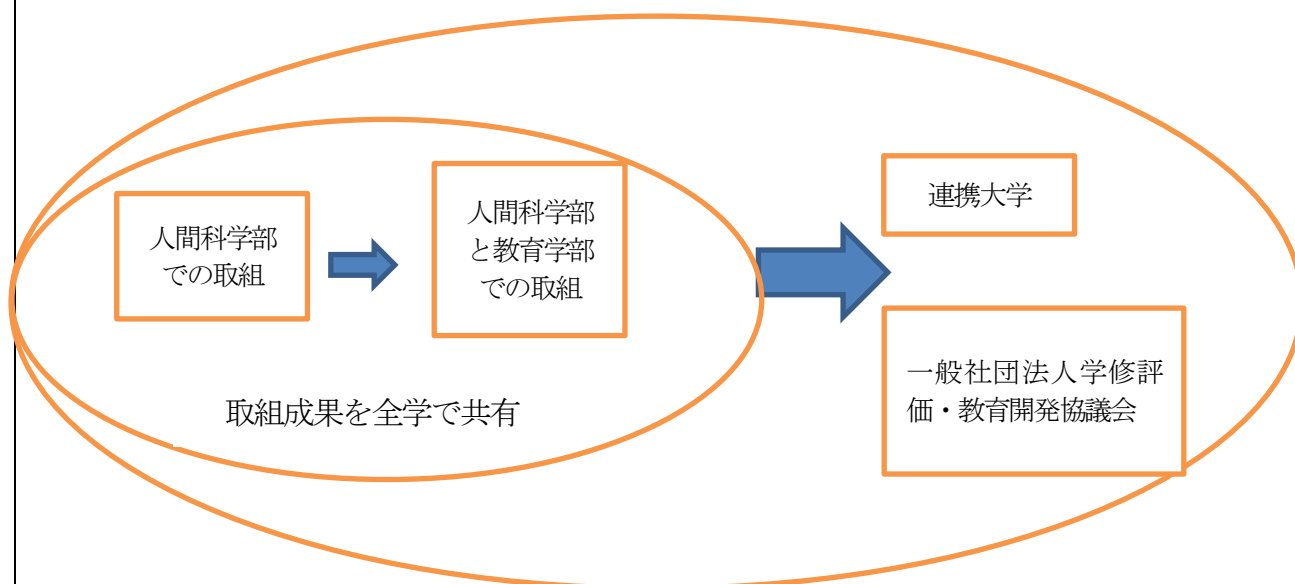 人間科学部
での取組
人間科学部
と教育学部
での取組
取組成果を全学で共有
連携大学
一般社団法人学修評
価・教育開発協議会